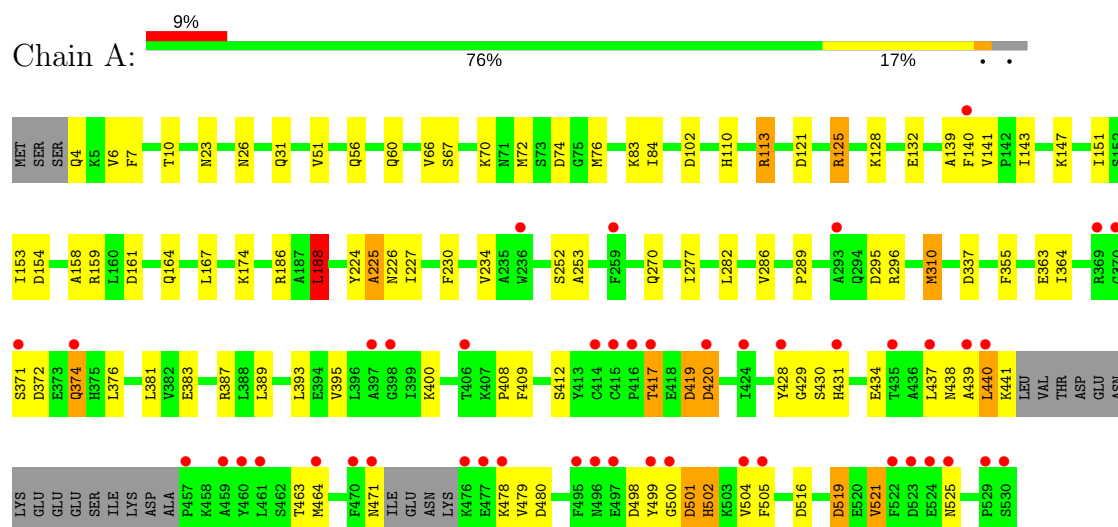 9%
Chain A:
76% 17% • •
MET SER SER Q4 K5 V6 F7 T10 N23 N26 Q31 V51 Q56 Q60 V66 S67 K70 N71 M72 S73 D74 G75 M76 K83 I84 D102 H110 R113 D121 R125 K128 E132 A139 F140 V141 P142 I143 K147 I151 S152
I153 D154 A158 R159 L160 D161 Q164 L167 K174 R186 A187 L188 Y224 A225 N226 I227 F230 V234 A235 W236 S252 A253 F259 Q270 I277 L282 V286 P289 A293 Q294 D295 R296 M310 D337 F355 E363 I364 R369 G370
S371 D372 E373 Q374 H375 L376 L381 V382 E383 R387 L388 L389 L393 E394 V395 L396 A397 G398 I399 K400 T406 K407 P408 F409 S412 Y413 C414 C415 P416 T417 E418 D419 D420 I424 Y428 G429 S430 H431 E434 T435 A436 L437 N438 A439 L440 K441 LEU VAL THR ASP GLU ASN
LYS GLU GLU GLU SER ILE LYS ASP ALA P457 K458 A459 Y460 L461 S462 T463 M464 F470 N471 ILE GLU ASN LYS K476 E477 K478 V479 D480 F495 N496 E497 D498 Y499 G500 D501 H502 K503 V504 F505 D516 D519 E520 V521 F522 D523 E524 N525 P529 S530